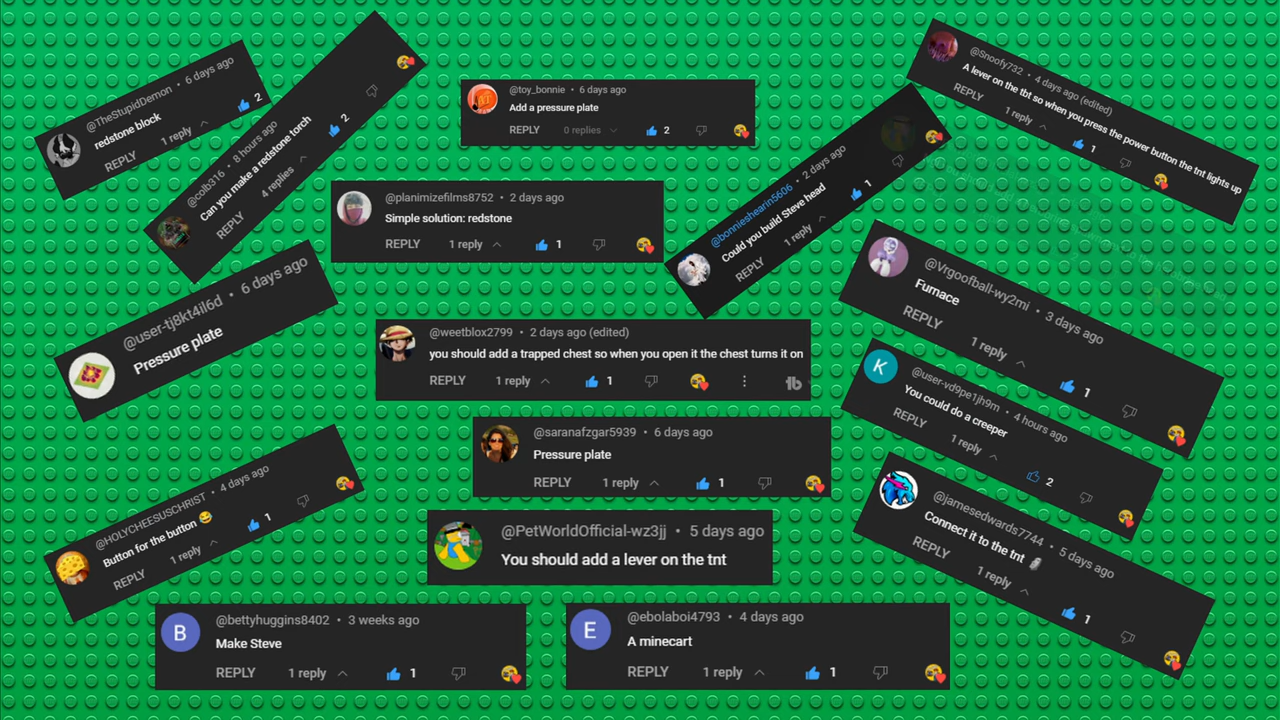 @TheStupidDemon • 6 days ago
redstone block
REPLY 1 reply 2
@colb316 • 8 hours ago
Can you make a redstone torch
REPLY 4 replies 2
@toy_bonnie • 6 days ago
Add a pressure plate
REPLY 0 replies 2
@Snoofy732 • 4 days ago (edited)
A lever on the tbt so when you press the power button the tnt lights up
REPLY 1 reply 1
@planimizefilms8752 • 2 days ago
Simple solution: redstone
REPLY 1 reply 1
@bonnieshearin5606 • 2 days ago
Could you build Steve head
REPLY 1 reply 1
@user-tj8kt4il6d • 6 days ago
Pressure plate
@Vrgoofball-wy2mi • 3 days ago
Furnace
REPLY
1 reply 1
@weetblox2799 • 2 days ago (edited)
you should add a trapped chest so when you open it the chest turns it on
REPLY 1 reply 1
@user-vd9pe1jh9m • 4 hours ago
You could do a creeper
REPLY 1 reply 2
@saranafzgar5939 • 6 days ago
Pressure plate
REPLY 1 reply 1
@HOLYCHEESUSCHRIST • 4 days ago
Button for the button 😂
REPLY 1 reply 1
@jamesedwards7744 • 5 days ago
Connect it to the tnt 🗿
REPLY 1 reply 1
@PetWorldOfficial-wz3jj • 5 days ago
You should add a lever on the tnt
B
@bettyhuggins8402 • 3 weeks ago
Make Steve
REPLY 1 reply 1
E
@ebolaboi4793 • 4 days ago
A minecart
REPLY 1 reply 1
K
tb